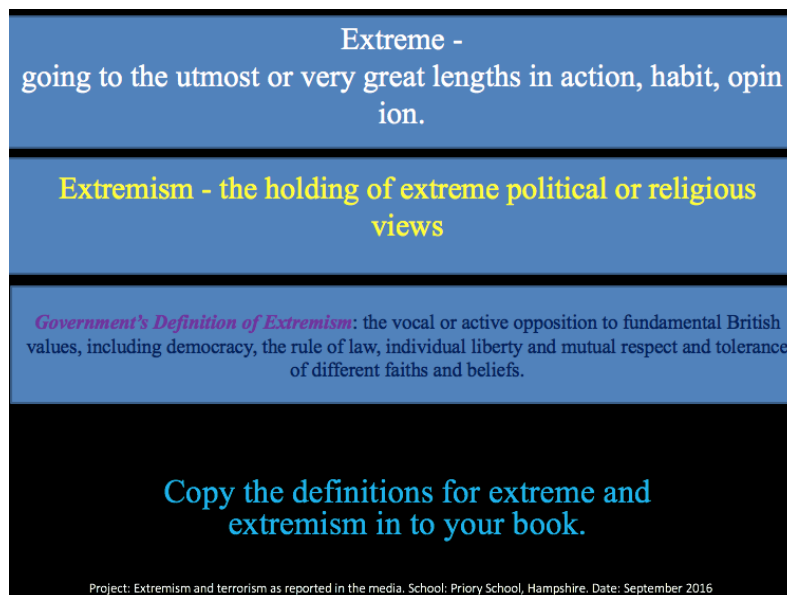 Extreme -
going to the utmost or very great lengths in action, habit, opin
ion.
Extremism - the holding of extreme political or religious
views
Government's Definition of Extremism: the vocal or active opposition to fundamental British
values, including democracy, the rule of law, individual liberty and mutual respect and tolerance
of different faiths and beliefs.
Copy the definitions for extreme and
extremism in to your book.
Project: Extremism and terrorism as reported in the media. School: Priory School, Hampshire. Date: September 2016